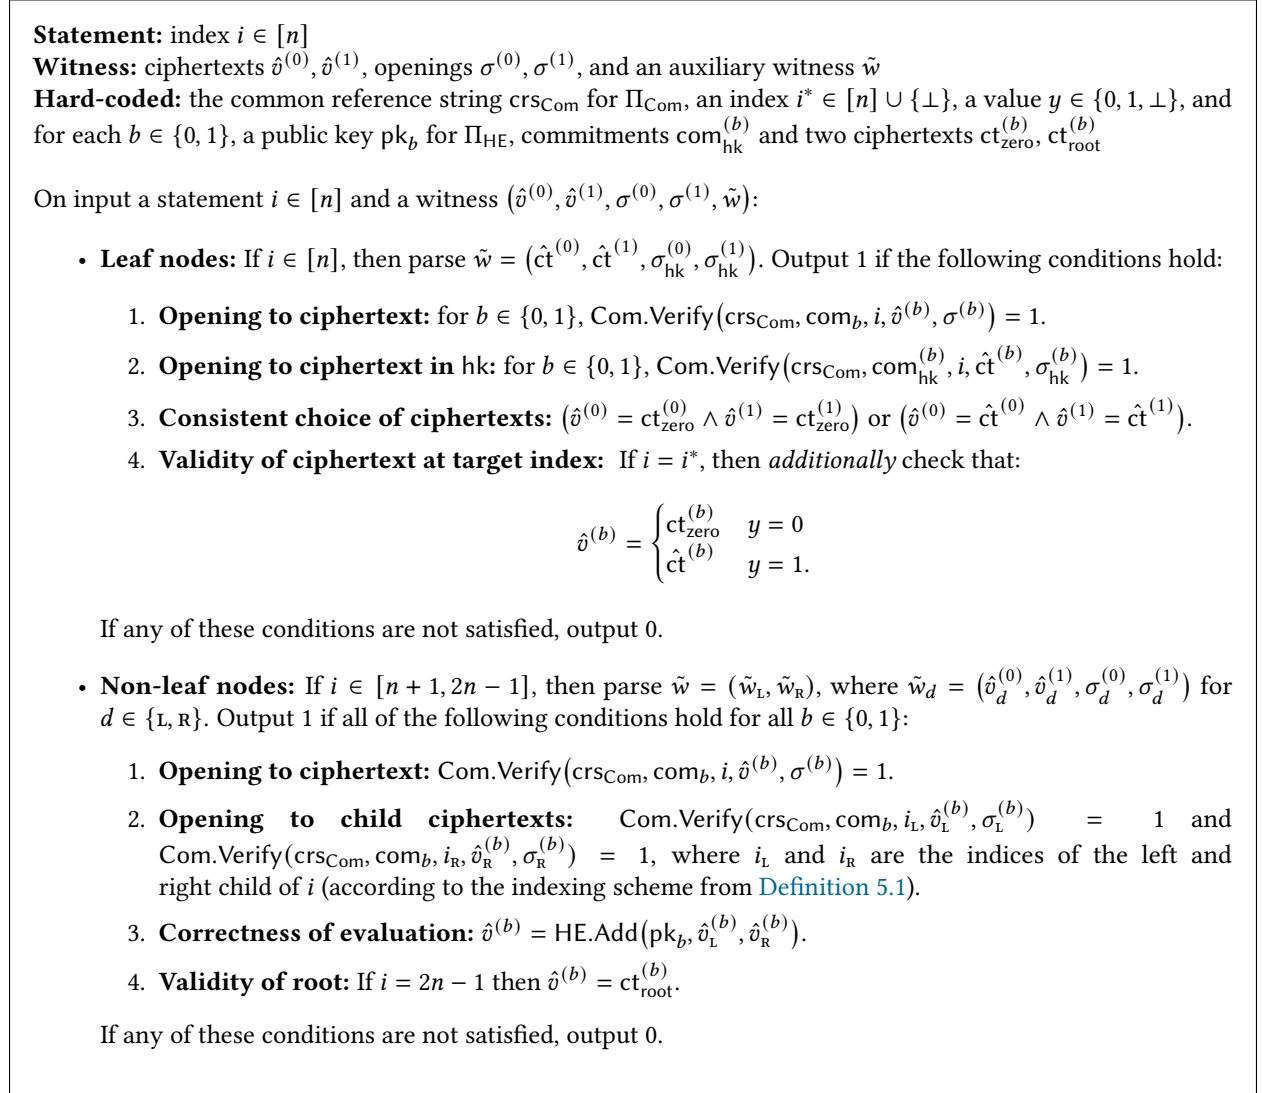 Statement: index i ∈ [n]
Witness: ciphertexts v̂^(0), v̂^(1), openings σ^(0), σ^(1), and an auxiliary witness w̃
Hard-coded: the common reference string crs_Com for Π_Com, an index i* ∈ [n] ∪ {⊥}, a value y ∈ {0, 1, ⊥}, and
for each b ∈ {0, 1}, a public key pk_b for Π_HE, commitments com_hk^(b) and two ciphertexts ct_zero^(b), ct_root^(b)
On input a statement i ∈ [n] and a witness (v̂^(0), v̂^(1), σ^(0), σ^(1), w̃):
• Leaf nodes: If i ∈ [n], then parse w̃ = (ĉt^(0), ĉt^(1), σ_hk^(0), σ_hk^(1)). Output 1 if the following conditions hold:
1. Opening to ciphertext: for b ∈ {0, 1}, Com.Verify(crs_Com, com_b, i, v̂^(b), σ^(b)) = 1.
2. Opening to ciphertext in hk: for b ∈ {0, 1}, Com.Verify(crs_Com, com_hk^(b), i, ĉt^(b), σ_hk^(b)) = 1.
3. Consistent choice of ciphertexts: (v̂^(0) = ct_zero^(0) ∧ v̂^(1) = ct_zero^(1)) or (v̂^(0) = ĉt^(0) ∧ v̂^(1) = ĉt^(1)).
4. Validity of ciphertext at target index: If i = i*, then additionally check that:
v̂^(b) = { ct_zero^(b) y = 0
ĉt^(b) y = 1.
If any of these conditions are not satisfied, output 0.
• Non-leaf nodes: If i ∈ [n + 1, 2n − 1], then parse w̃ = (w̃_L, w̃_R), where w̃_d = (v̂_d^(0), v̂_d^(1), σ_d^(0), σ_d^(1)) for
d ∈ {L, R}. Output 1 if all of the following conditions hold for all b ∈ {0, 1}:
1. Opening to ciphertext: Com.Verify(crs_Com, com_b, i, v̂^(b), σ^(b)) = 1.
2. Opening to child ciphertexts: Com.Verify(crs_Com, com_b, i_L, v̂_L^(b), σ_L^(b)) = 1 and
Com.Verify(crs_Com, com_b, i_R, v̂_R^(b), σ_R^(b)) = 1, where i_L and i_R are the indices of the left and
right child of i (according to the indexing scheme from Definition 5.1).
3. Correctness of evaluation: v̂^(b) = HE.Add(pk_b, v̂_L^(b), v̂_R^(b)).
4. Validity of root: If i = 2n − 1 then v̂^(b) = ct_root^(b).
If any of these conditions are not satisfied, output 0.